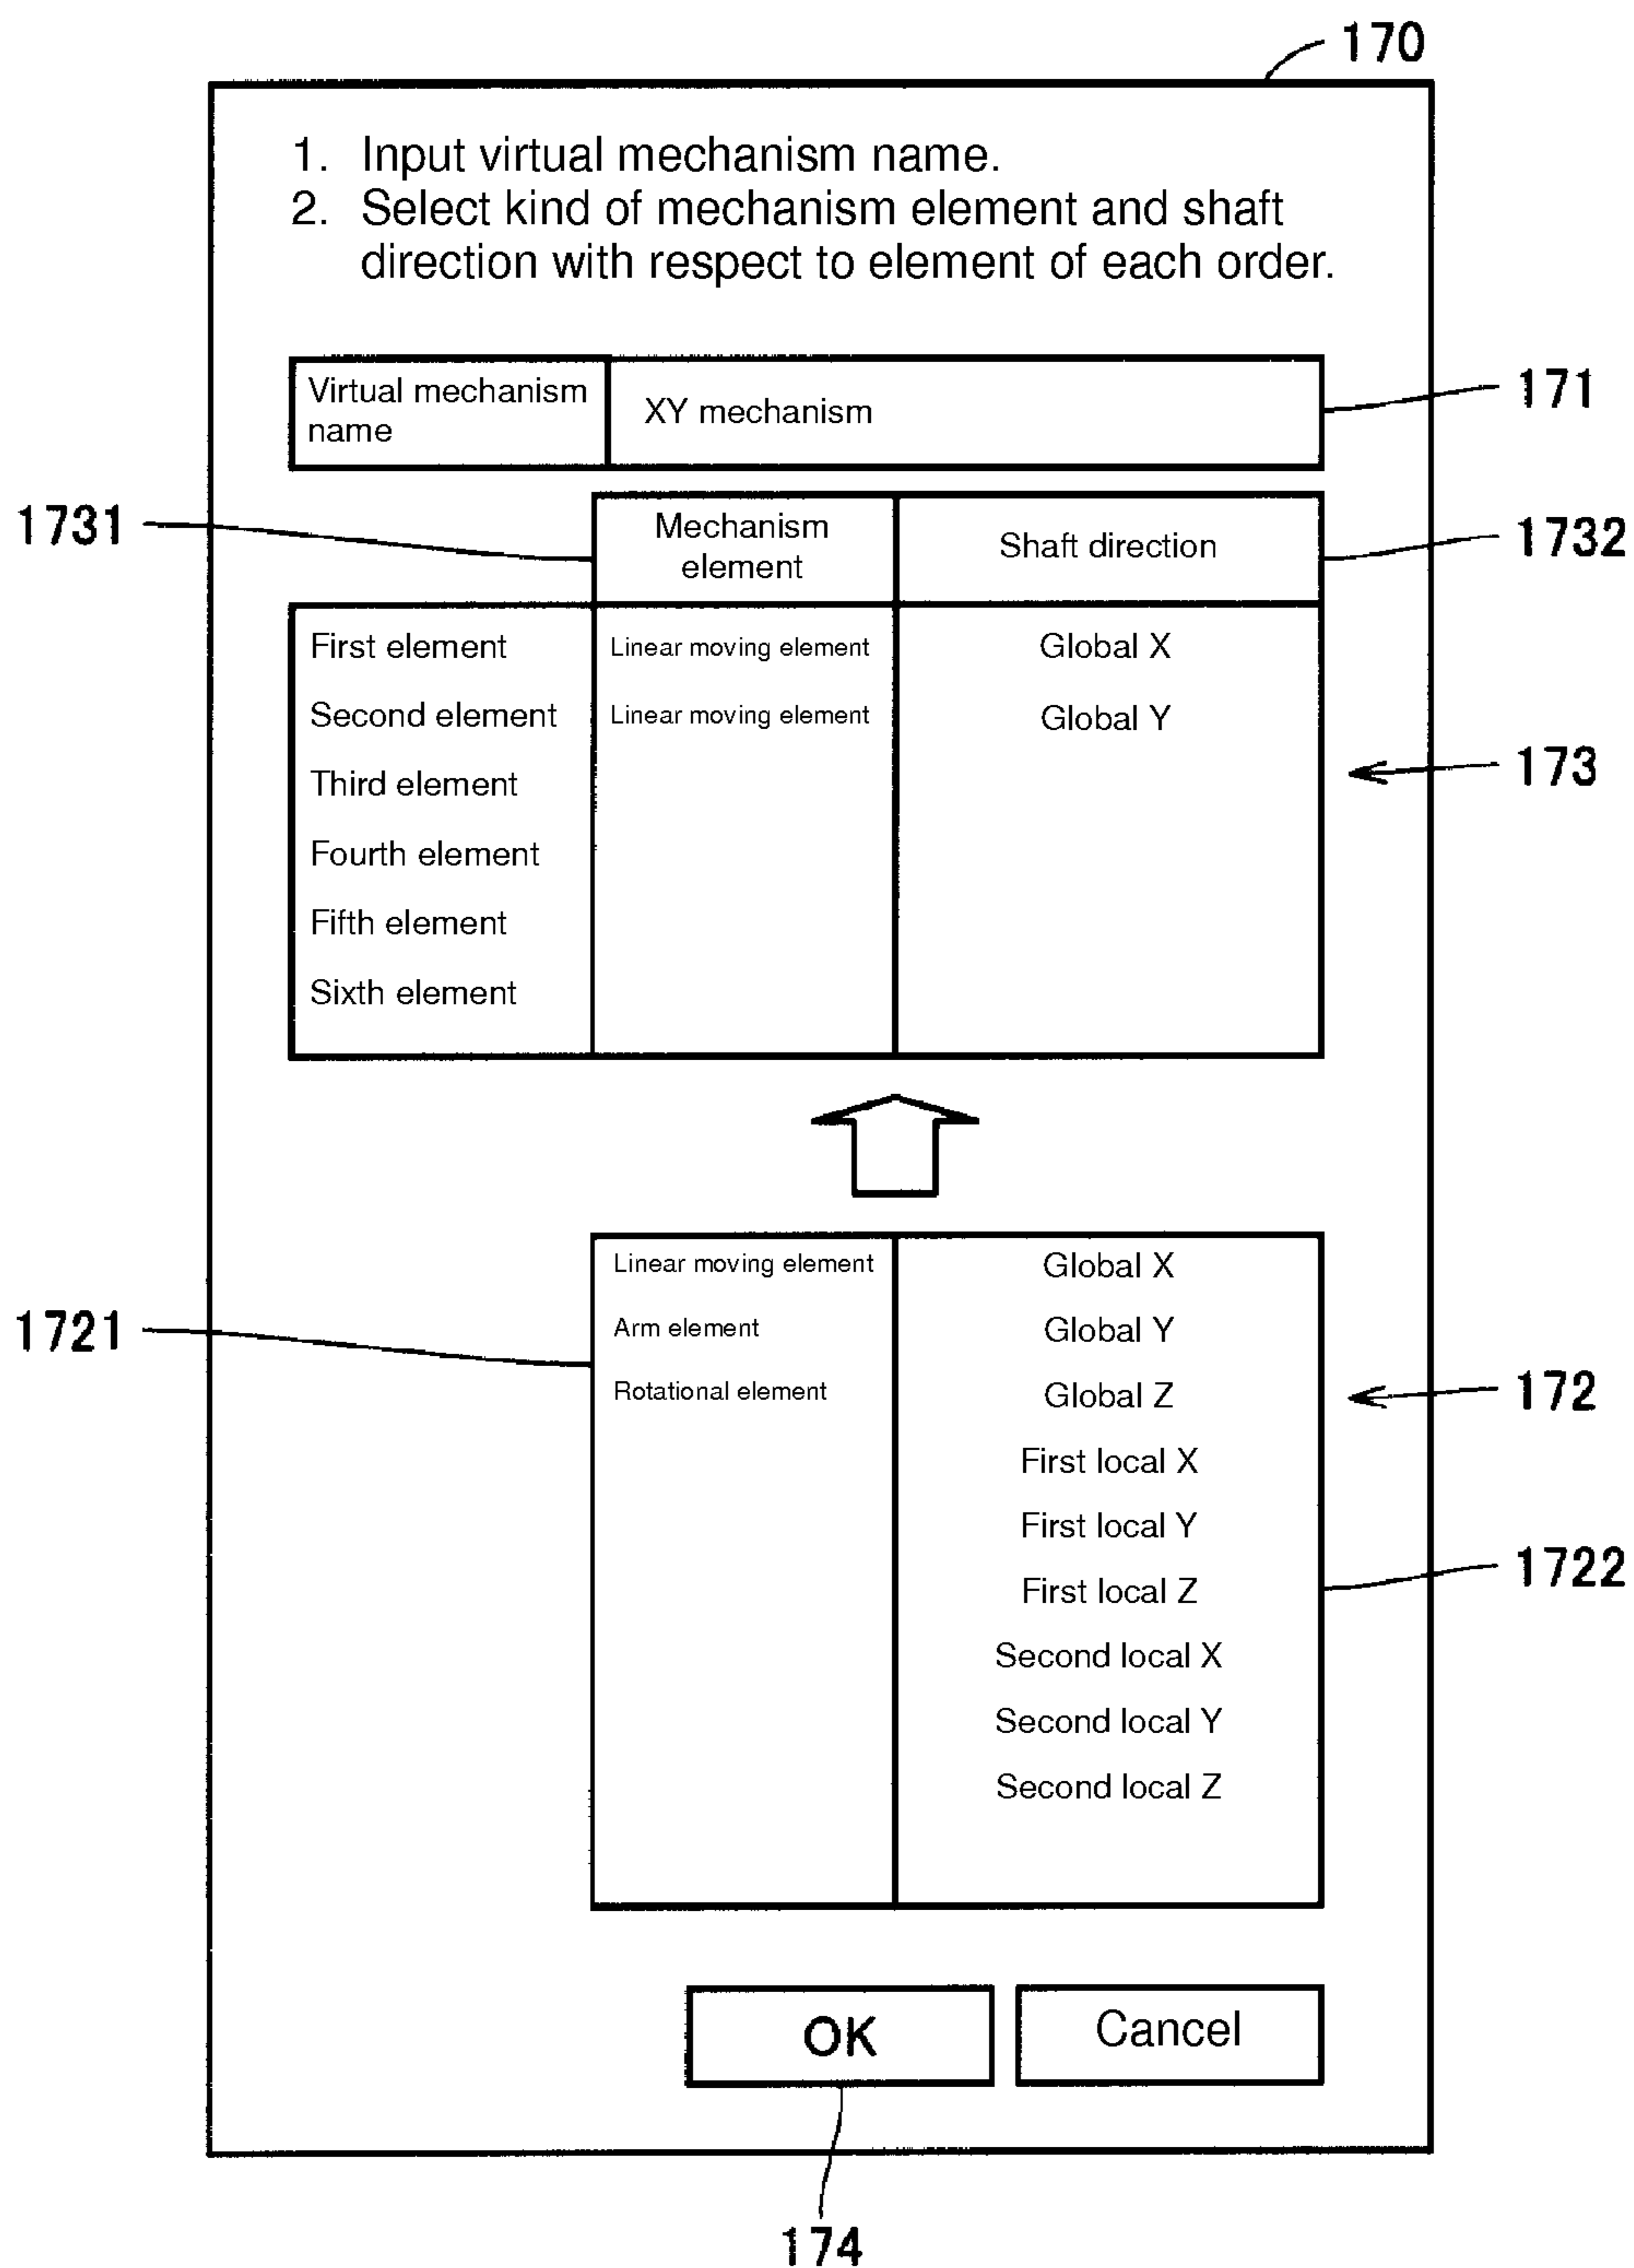 170
1. Input virtual mechanism name.
2. Select kind of mechanism element and shaft
direction with respect to element of each order.
Virtual mechanism
name
XY mechanism
171
1731
Mechanism
element
Shaft direction
1732
First element Linear moving element Global X
Second element Linear moving element Global Y
Third element
173
Fourth element
Fifth element
Sixth element
Linear moving element Global X
1721
Arm element Global Y
Rotational element Global Z
172
First local X
First local Y
First local Z
1722
Second local X
Second local Y
Second local Z
OK Cancel
174